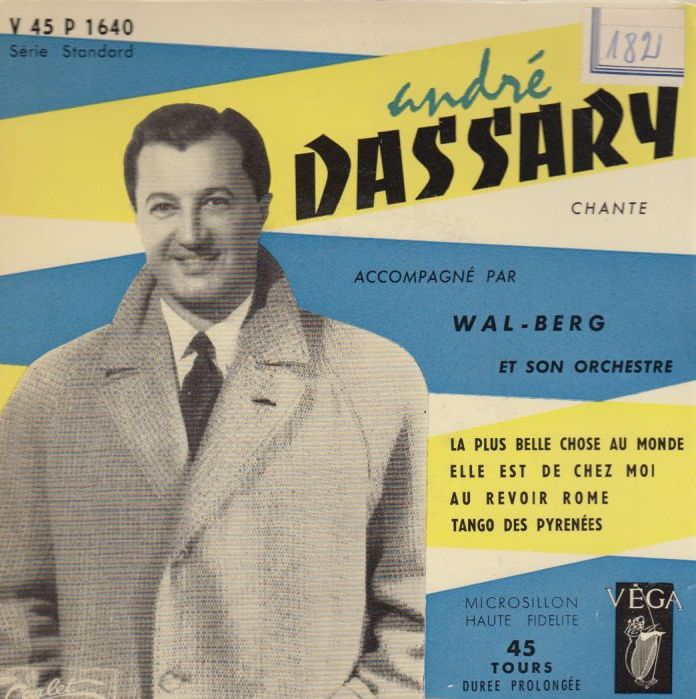 V 45 P 1640
Série Standard
182
andré
DASSARY
CHANTE
ACCOMPAGNÉ PAR
WAL-BERG
ET SON ORCHESTRE
LA PLUS BELLE CHOSE AU MONDE
ELLE EST DE CHEZ MOI
AU REVOIR ROME
TANGO DES PYRENÉES
MICROSILLON
HAUTE FIDELITE
45
TOURS
DUREE PROLONGÉE
VÈGA